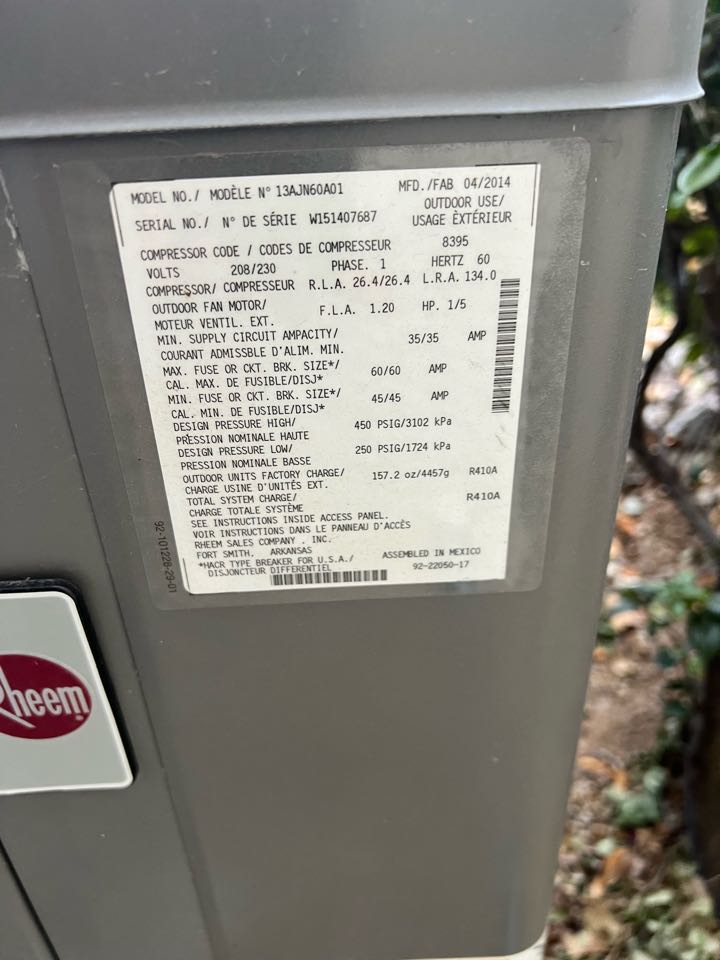 MODEL NO./ MODÈLE N° 13AJN60A01 MFD./FAB 04/2014
SERIAL NO./ N° DE SÉRIE W151407687 OUTDOOR USE/
USAGE ÈXTÉRIEUR
COMPRESSOR CODE / CODES DE COMPRESSEUR 8395
VOLTS 208/230 PHASE. 1 HERTZ 60
COMPRESSOR/ COMPRESSEUR R.L.A. 26.4/26.4 L.R.A. 134.0
OUTDOOR FAN MOTOR/ F.L.A. 1.20 HP. 1/5
MOTEUR VENTIL. EXT.
MIN. SUPPLY CIRCUIT AMPACITY/ 35/35 AMP
COURANT ADMISSBLE D'ALIM. MIN.
MAX. FUSE OR CKT. BRK. SIZE*/ 60/60 AMP
CAL. MAX. DE FUSIBLE/DISJ*
MIN. FUSE OR CKT. BRK. SIZE*/ 45/45 AMP
CAL. MIN. DE FUSIBLE/DISJ*
DESIGN PRESSURE HIGH/ 450 PSIG/3102 kPa
PRESSION NOMINALE HAUTE
DESIGN PRESSURE LOW/ 250 PSIG/1724 kPa
PRESSION NOMINALE BASSE
OUTDOOR UNITS FACTORY CHARGE/ 157.2 oz/4457g R410A
CHARGE USINE D'UNITÉS EXT.
TOTAL SYSTEM CHARGE/ R410A
CHARGE TOTALE SYSTÈME
SEE INSTRUCTIONS INSIDE ACCESS PANEL.
VOIR INSTRUCTIONS DANS LE PANNEAU D'ACCÈS
RHEEM SALES COMPANY . INC.
FORT SMITH, ARKANSAS ASSEMBLED IN MEXICO
*HACR TYPE BREAKER FOR U.S.A./ 92-22050-17
DISJONCTEUR DIFFERENTIEL
92-101228-29-01
Rheem